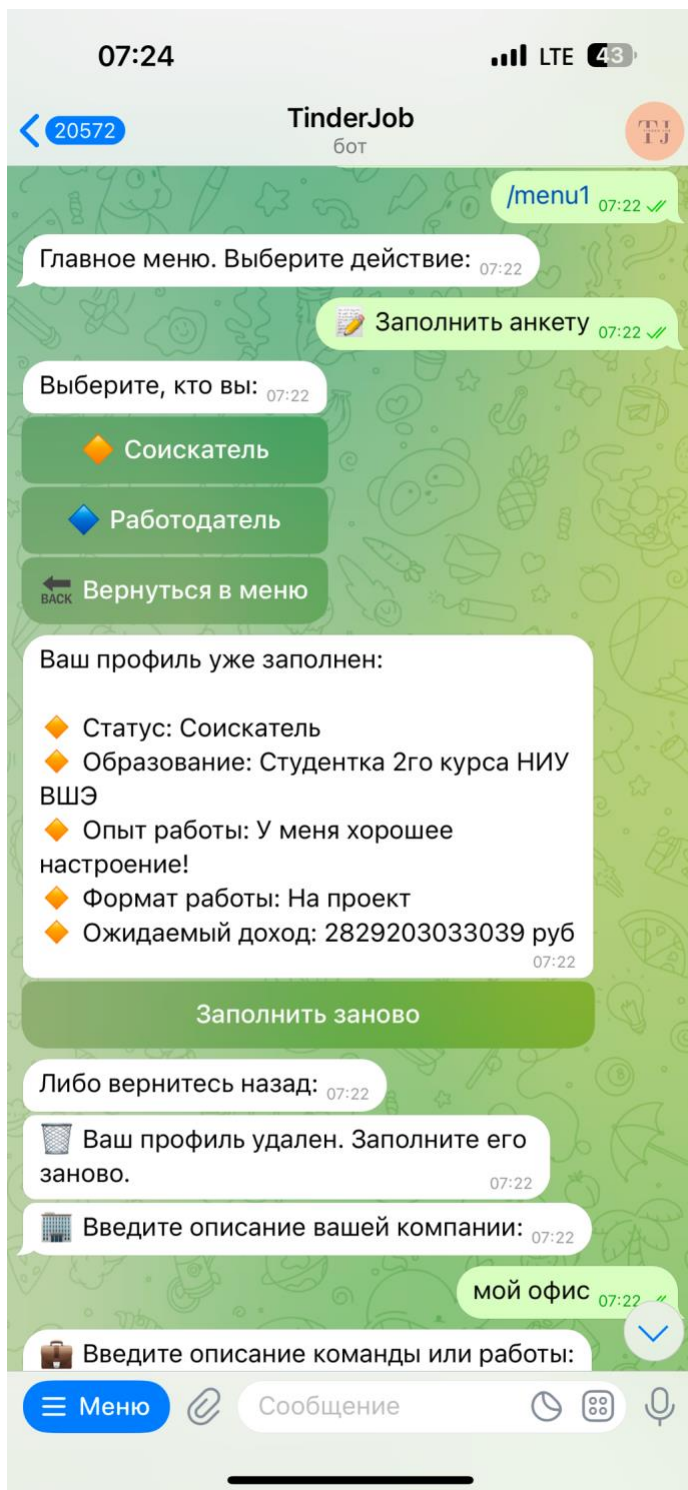 07:24
LTE
43
20572
TinderJob
бот
TJ
/menu1 07:22
Главное меню. Выберите действие: 07:22
📝 Заполнить анкету 07:22
Выберите, кто вы: 07:22
🔶 Соискатель
🔷 Работодатель
🔙 BACK Вернуться в меню
Ваш профиль уже заполнен:
🔶 Статус: Соискатель
🔶 Образование: Студентка 2го курса НИУ
ВШЭ
🔶 Опыт работы: У меня хорошее
настроение!
🔶 Формат работы: На проект
🔶 Ожидаемый доход: 2829203033039 руб
07:22
Заполнить заново
Либо вернитесь назад: 07:22
🗑 Ваш профиль удален. Заполните его
заново. 07:22
🏢 Введите описание вашей компании: 07:22
мой офис 07:22
💼 Введите описание команды или работы:
Меню
Сообщение